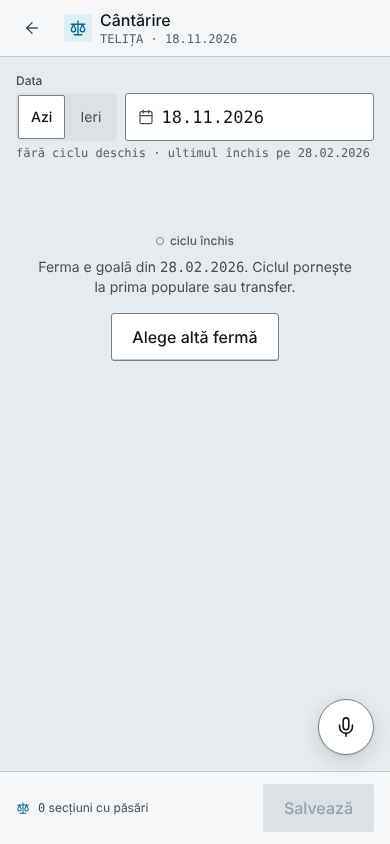 Cântărire
TELIȚA · 18.11.2026
Data
Azi
Ieri
18.11.2026
fără ciclu deschis · ultimul închis pe 28.02.2026
ciclu închis
Ferma e goală din 28.02.2026. Ciclul pornește
la prima populare sau transfer.
Alege altă fermă
0 secțiuni cu păsări
Salvează